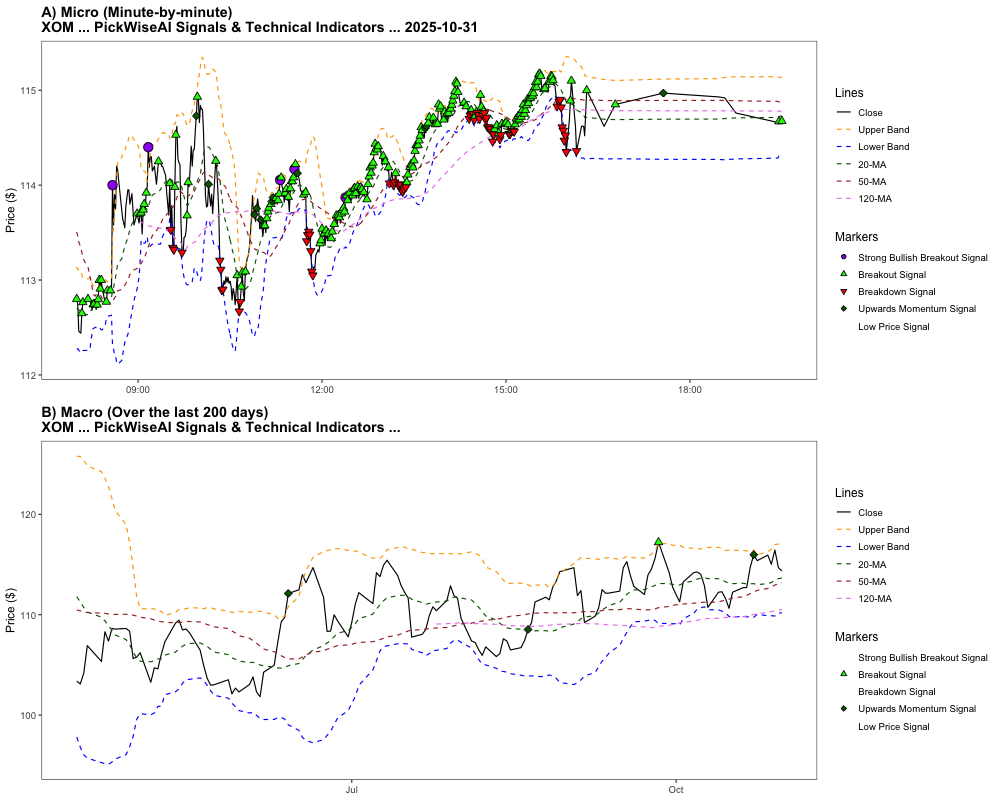 A) Micro (Minute-by-minute)
XOM ... PickWiseAI Signals & Technical Indicators ... 2025-10-31
Price ($)
115
114
113
112
09:00
12:00
15:00
18:00
Lines
Close
Upper Band
Lower Band
20-MA
50-MA
120-MA
Markers
Strong Bullish Breakout Signal
Breakout Signal
Breakdown Signal
Upwards Momentum Signal
Low Price Signal
B) Macro (Over the last 200 days)
XOM ... PickWiseAI Signals & Technical Indicators ...
Price ($)
120
110
100
Jul
Oct
Lines
Close
Upper Band
Lower Band
20-MA
50-MA
120-MA
Markers
Strong Bullish Breakout Signal
Breakout Signal
Breakdown Signal
Upwards Momentum Signal
Low Price Signal